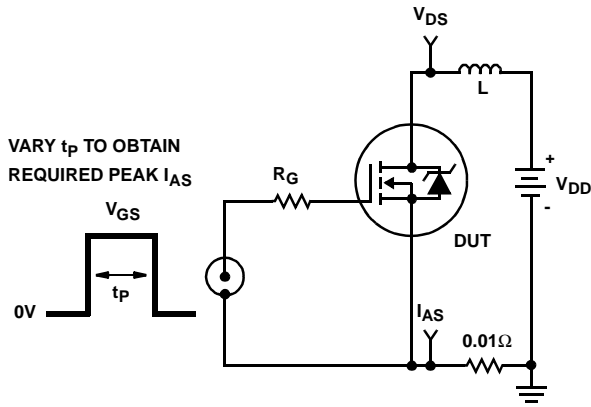 VDS
L
VARY tP TO OBTAIN
REQUIRED PEAK IAS
RG
+
VDD
-
VGS
DUT
tP
0V
IAS
0.01Ω